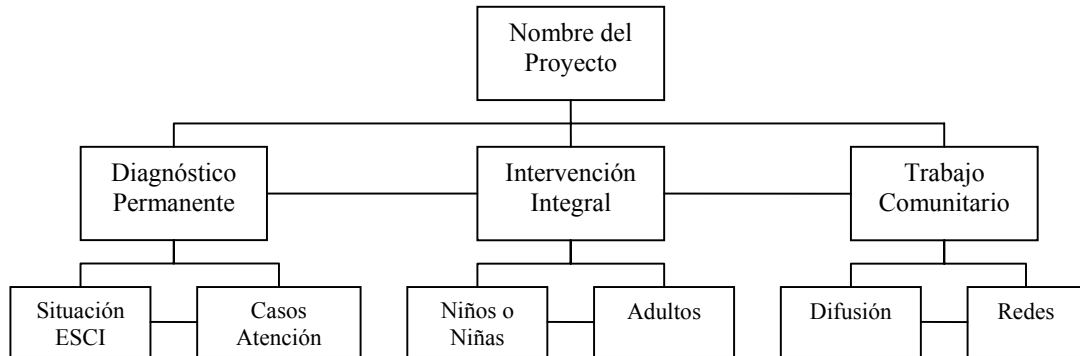 Nombre del
Proyecto
Diagnóstico
Permanente
Intervención
Integral
Trabajo
Comunitario
Situación
ESCI
Casos
Atención
Niños o
Niñas
Adultos
Difusión
Redes